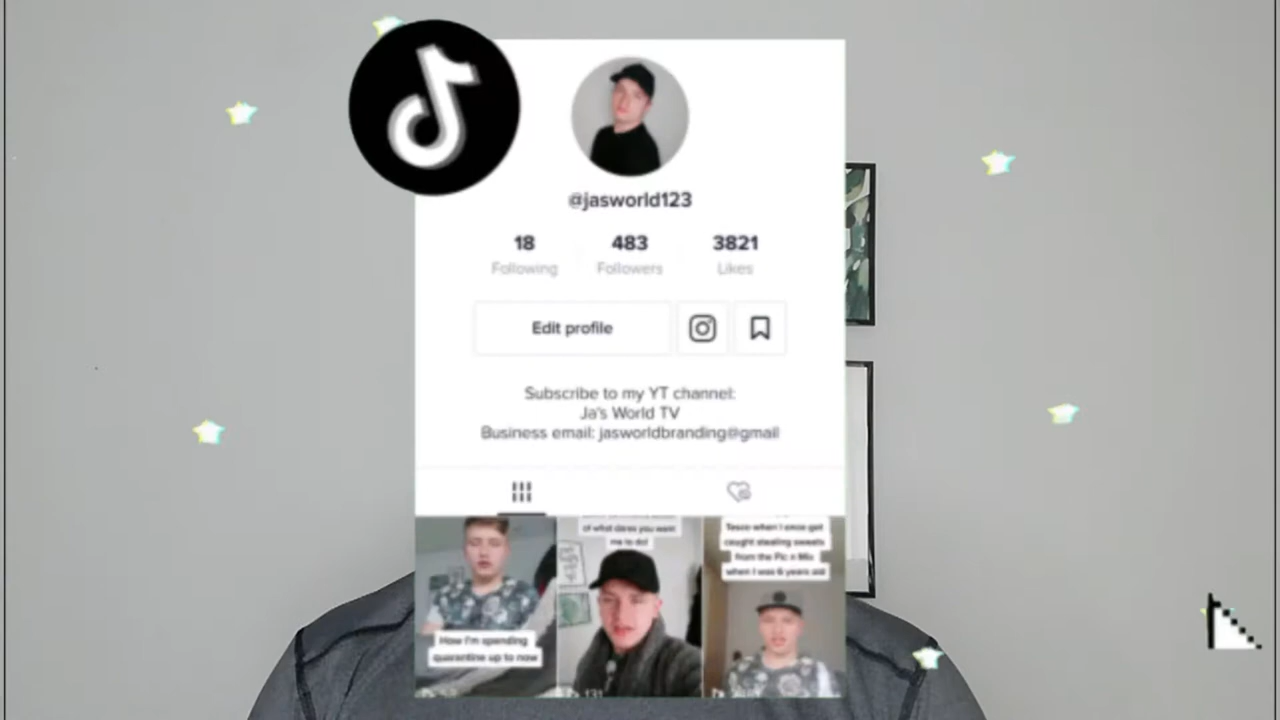 @jasworld123
18 483 3821
Following Followers Likes
Edit profile
Subscribe to my YT channel:
Ja's World TV
Business email: jasworldbranding@gmail
of what dares you want
me to do!
Tesco when I once got
caught stealing sweets
from the Pic n Mix
when I was 6 years old
How I'm spending
quarantine up to now
131